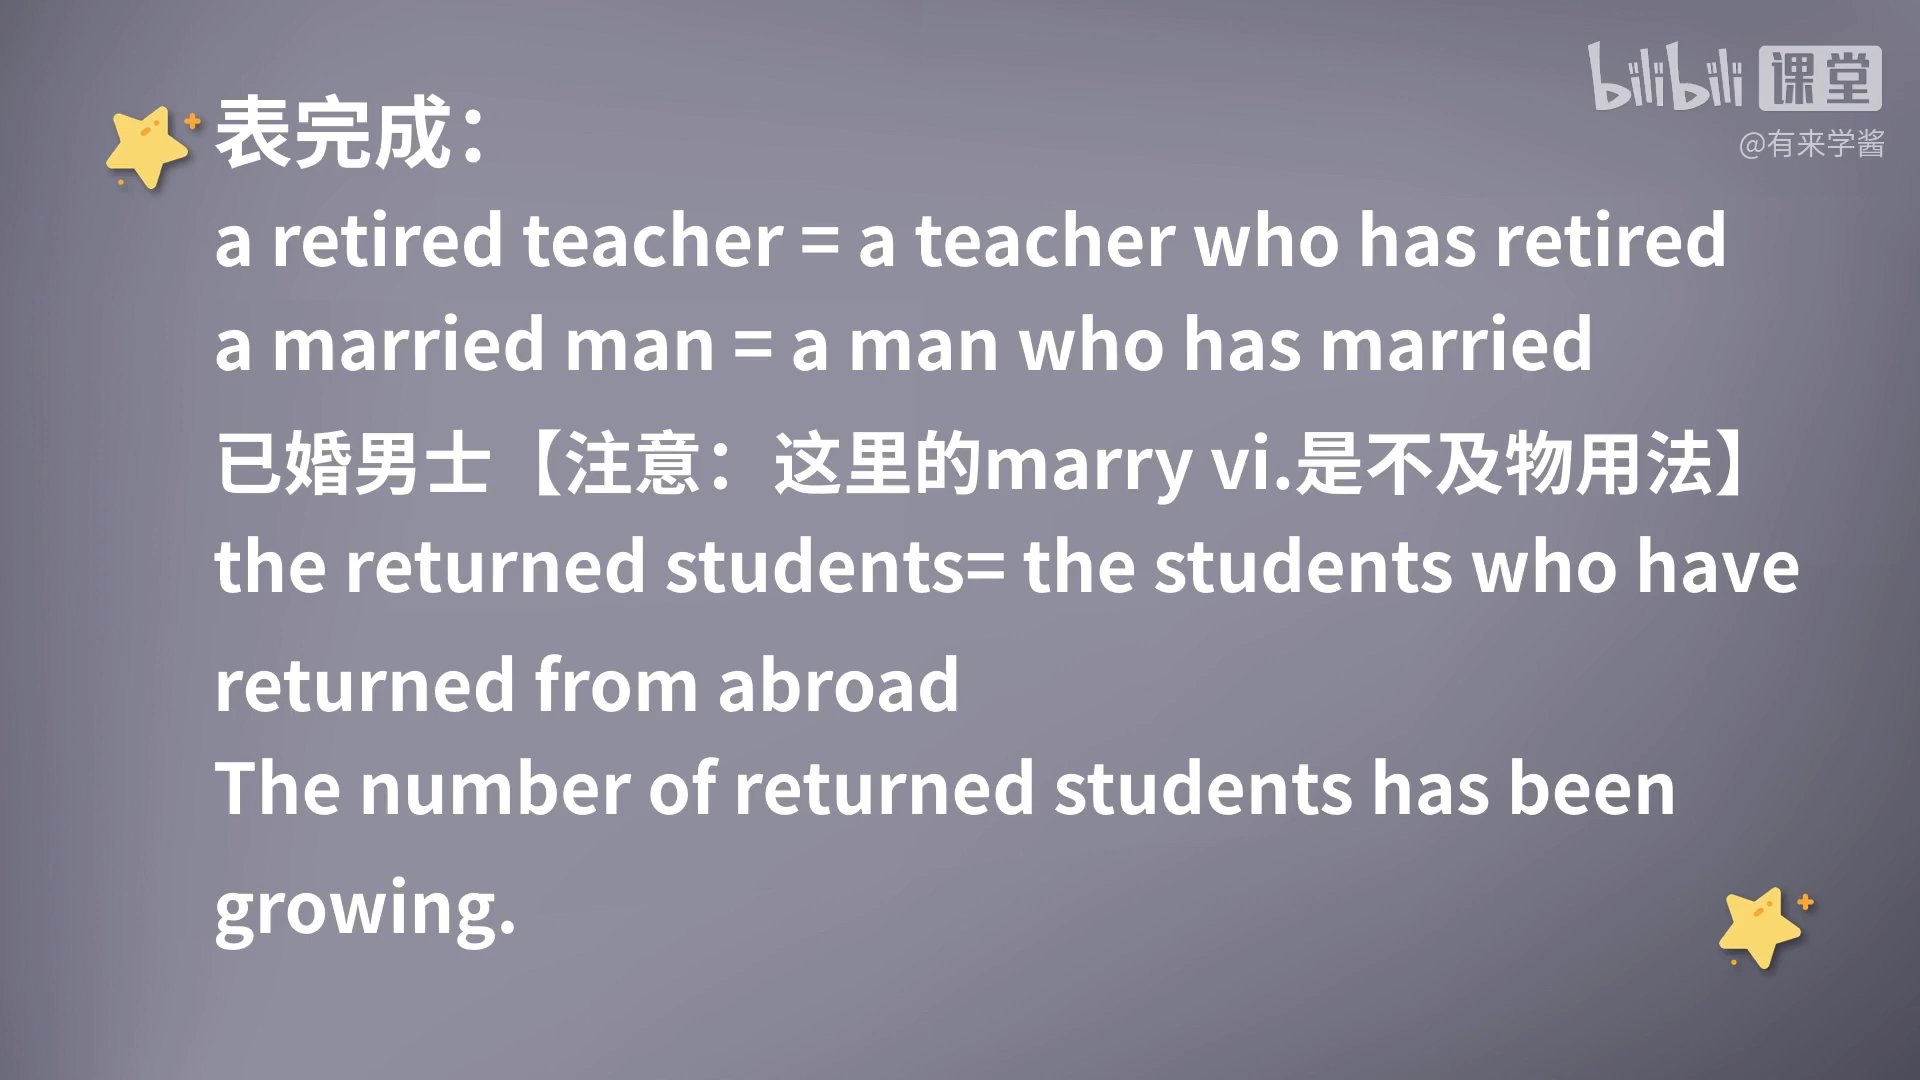 bilibili 课堂
@有来学酱
表完成：
a retired teacher = a teacher who has retired
a married man = a man who has married
已婚男士【注意：这里的marry vi.是不及物用法】
the returned students= the students who have
returned from abroad
The number of returned students has been
growing.